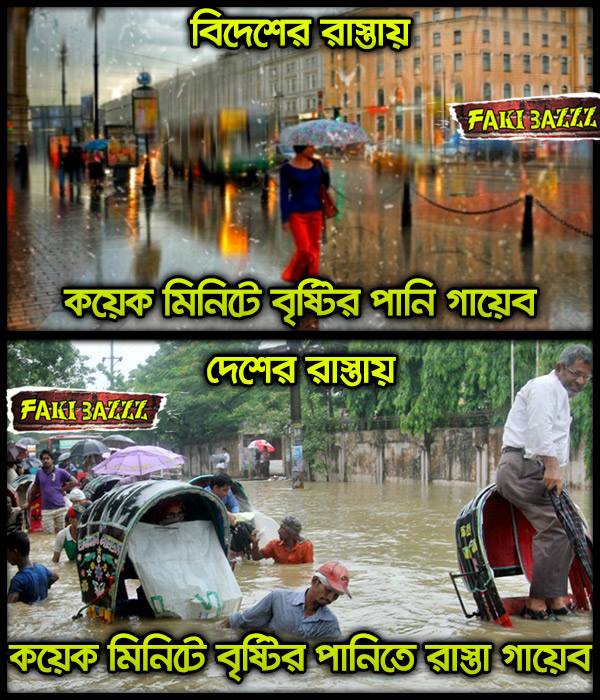 বিদেশের রাস্তায়
FAKI BAZZZ
কয়েক মিনিটে বৃষ্টির পানি গায়েব
দেশের রাস্তায়
FAKI BAZZZ
কয়েক মিনিটে বৃষ্টির পানিতে রাস্তা গায়েব